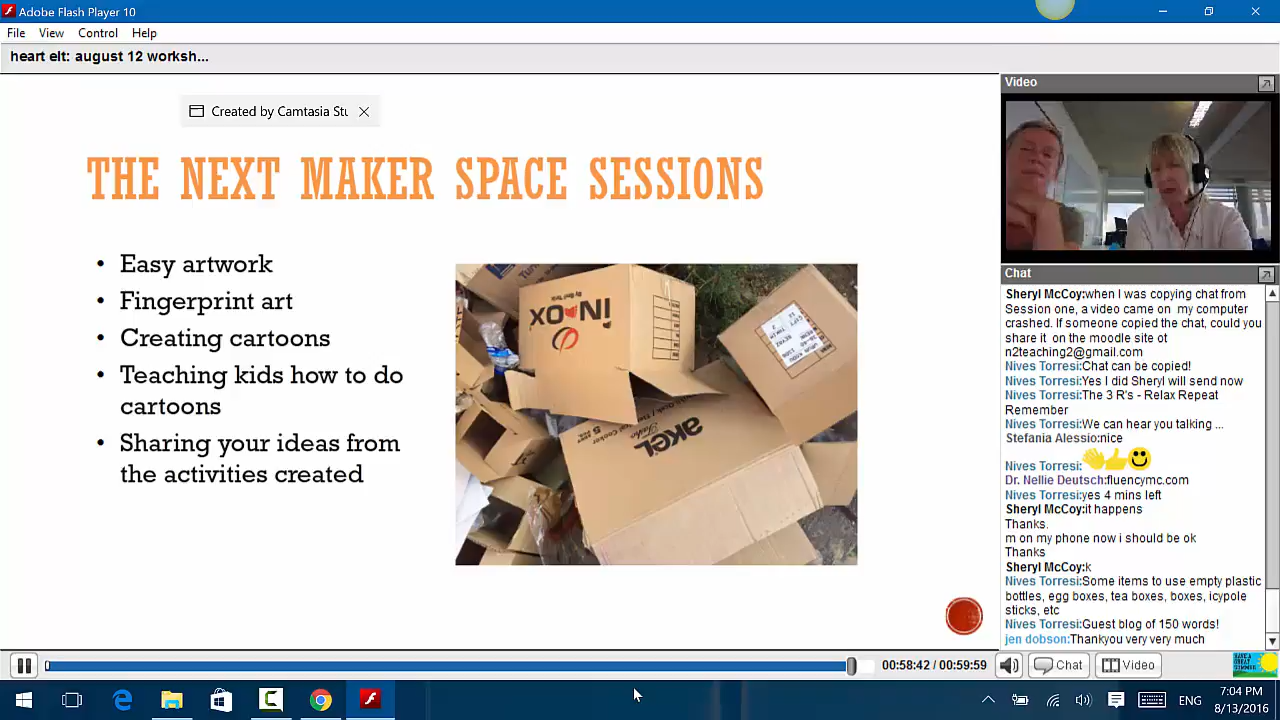 Adobe Flash Player 10
File View Control Help
heart elt: august 12 worksh...
Created by Camtasia Stu
THE NEXT MAKER SPACE SESSIONS
• Easy artwork
• Fingerprint art
• Creating cartoons
• Teaching kids how to do
cartoons
• Sharing your ideas from
the activities created
INOX
AKEL
Video
Chat
Sheryl McCoy:when I was copying chat from
Session one, a video came on my computer
crashed. If someone copied the chat, could you
share it on the moodle site ot
n2teaching2@gmail.com
Nives Torresi:Chat can be copied!
Nives Torresi:Yes I did Sheryl will send now
Nives Torresi:The 3 R's - Relax Repeat
Remember
Nives Torresi:We can hear you talking ...
Stefania Alessio:nice
Nives Torresi:
Dr. Nellie Deutsch:fluencymc.com
Nives Torresi:yes 4 mins left
Sheryl McCoy:it happens
Thanks.
m on my phone now i should be ok
Thanks
Sheryl McCoy:k
Nives Torresi:Some items to use empty plastic
bottles, egg boxes, tea boxes, boxes, icypole
sticks, etc
Nives Torresi:Guest blog of 150 words!
jen dobson:Thankyou very very much
00:58:42 / 00:59:59
Chat
Video
ENG
7:04 PM
8/13/2016